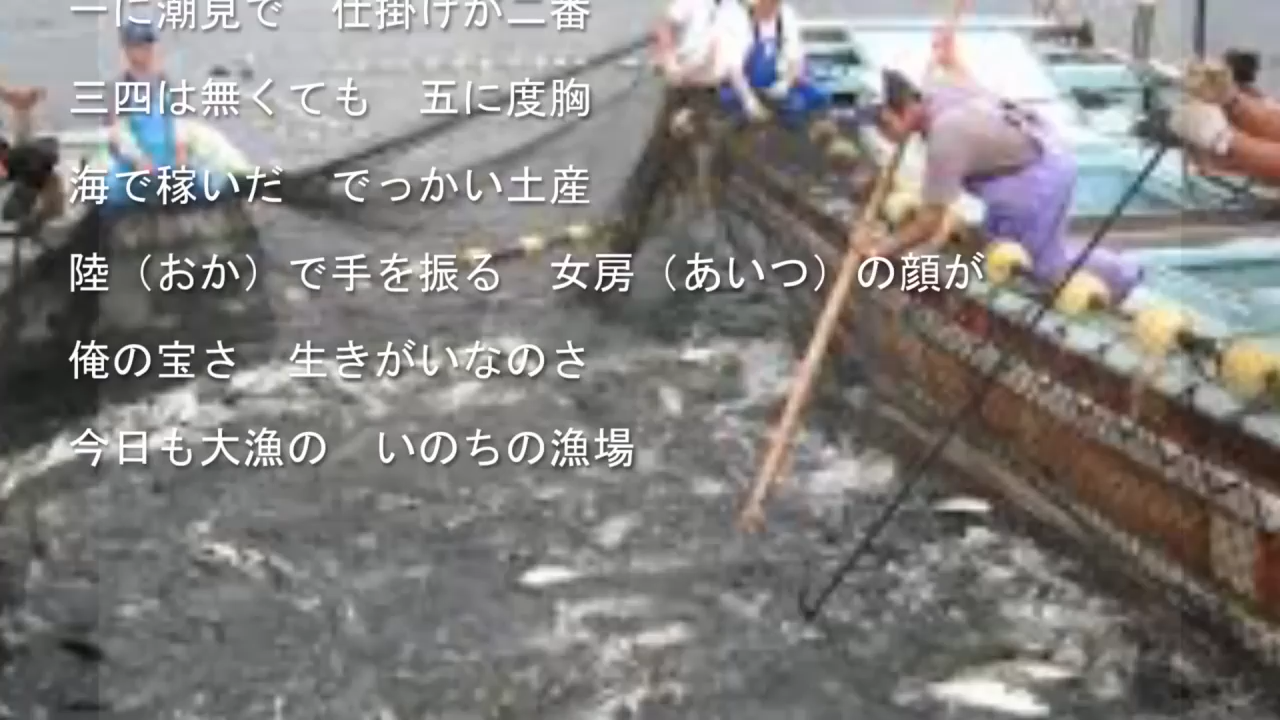 一に潮見で　仕掛けが二番
三四は無くても　五に度胸
海で稼いだ　でっかい土産
陸（おか）で手を振る　女房（あいつ）の顔が
俺の宝さ　生きがいなのさ
今日も大漁の　いのちの漁場